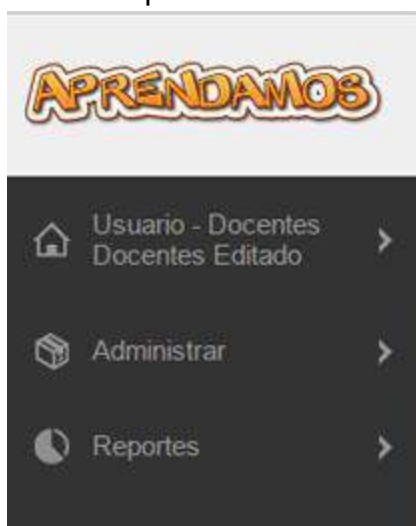 APRENDAMOS
Usuario - Docentes
Docentes Editado
Administrar
Reportes